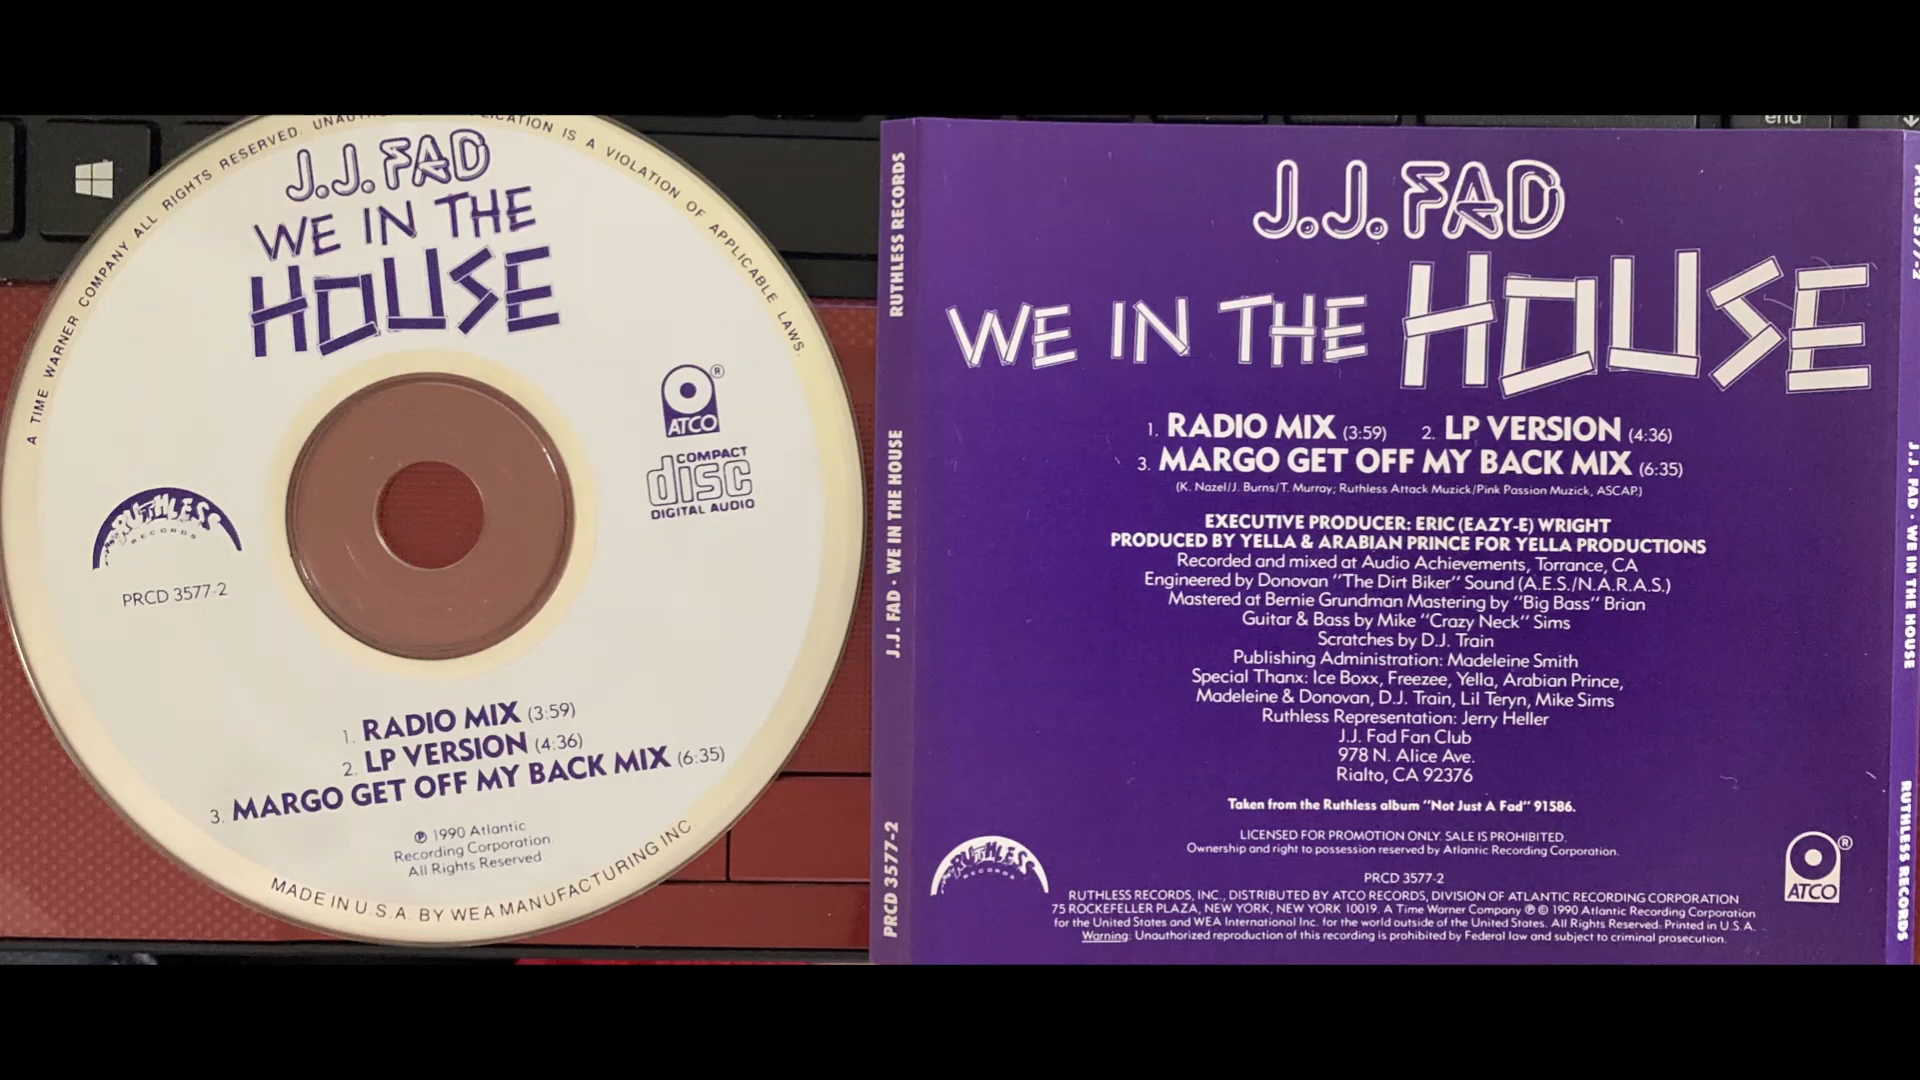 A TIME WARNER COMPANY ALL RIGHTS RESERVED. UNAUTHORIZED DUPLICATION IS A VIOLATION OF APPLICABLE LAWS.
J.J. FAD
WE IN THE
HOUSE
ATCO ®
COMPACT
disc
DIGITAL AUDIO
RUTHLESS
RECORDS
PRCD 3577-2
1. RADIO MIX (3:59)
2. LP VERSION (4:36)
3. MARGO GET OFF MY BACK MIX (6:35)
℗ 1990 Atlantic
Recording Corporation.
All Rights Reserved.
MADE IN U.S.A. BY WEA MANUFACTURING INC.
end
RUTHLESS RECORDS
J.J. FAD · WE IN THE HOUSE
PRCD 3577-2
J.J. FAD
WE IN THE HOUSE
1. RADIO MIX (3:59) 2. LP VERSION (4:36)
3. MARGO GET OFF MY BACK MIX (6:35)
(K. Nazel/J. Burns/T. Murray; Ruthless Attack Muzick/Pink Passion Muzick, ASCAP.)
EXECUTIVE PRODUCER: ERIC (EAZY-E) WRIGHT
PRODUCED BY YELLA & ARABIAN PRINCE FOR YELLA PRODUCTIONS
Recorded and mixed at Audio Achievements, Torrance, CA
Engineered by Donovan "The Dirt Biker" Sound (A.E.S./N.A.R.A.S.)
Mastered at Bernie Grundman Mastering by "Big Bass" Brian
Guitar & Bass by Mike "Crazy Neck" Sims
Scratches by D.J. Train
Publishing Administration: Madeleine Smith
Special Thanx: Ice Boxx, Freezee, Yella, Arabian Prince,
Madeleine & Donovan, D.J. Train, Lil Teryn, Mike Sims
Ruthless Representation: Jerry Heller
J.J. Fad Fan Club
978 N. Alice Ave.
Rialto, CA 92376
Taken from the Ruthless album "Not Just A Fad" 91586.
LICENSED FOR PROMOTION ONLY. SALE IS PROHIBITED.
Ownership and right to possession reserved by Atlantic Recording Corporation.
PRCD 3577-2
RUTHLESS RECORDS, INC., DISTRIBUTED BY ATCO RECORDS, DIVISION OF ATLANTIC RECORDING CORPORATION
75 ROCKEFELLER PLAZA, NEW YORK, NEW YORK 10019. A Time Warner Company ℗ © 1990 Atlantic Recording Corporation
for the United States and WEA International Inc. for the world outside of the United States. All Rights Reserved. Printed in U.S.A.
Warning: Unauthorized reproduction of this recording is prohibited by Federal law and subject to criminal prosecution.
RUTHLESS
RECORDS
ATCO ®
PRCD 3577-2
J.J. FAD · WE IN THE HOUSE
RUTHLESS RECORDS